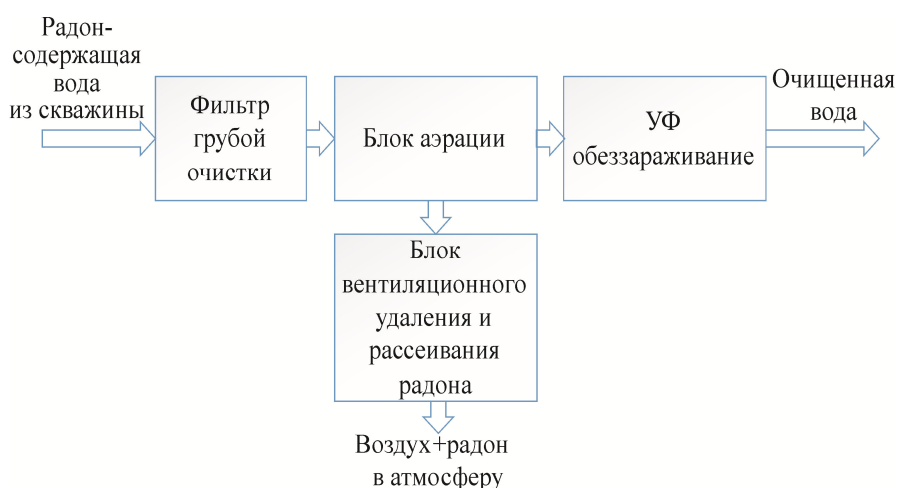 Радон-
содержащая
вода
из скважины
Фильтр
грубой
очистки
Блок аэрации
УФ
обеззараживание
Очищенная
вода
Блок
вентиляционного
удаления и
рассеивания
радона
Воздух+радон
в атмосферу